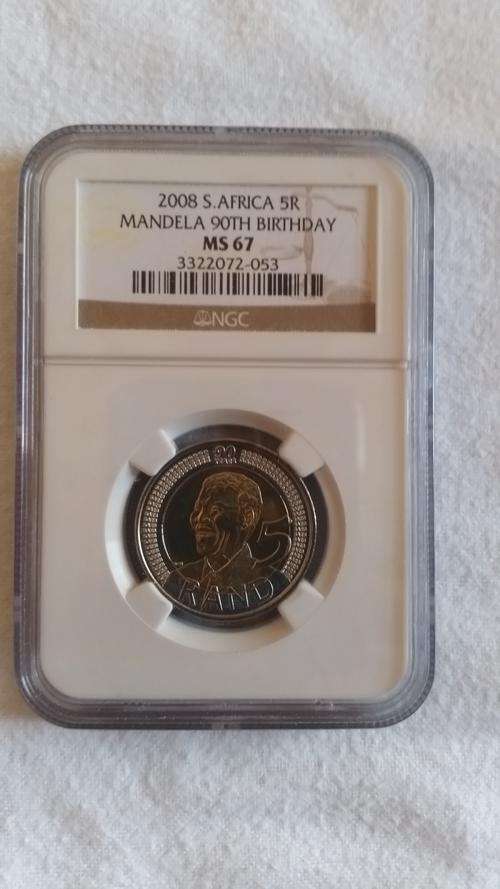 2008 S.AFRICA 5R
MANDELA 90TH BIRTHDAY
MS 67
3322072-053
NGC
90
5
RAND